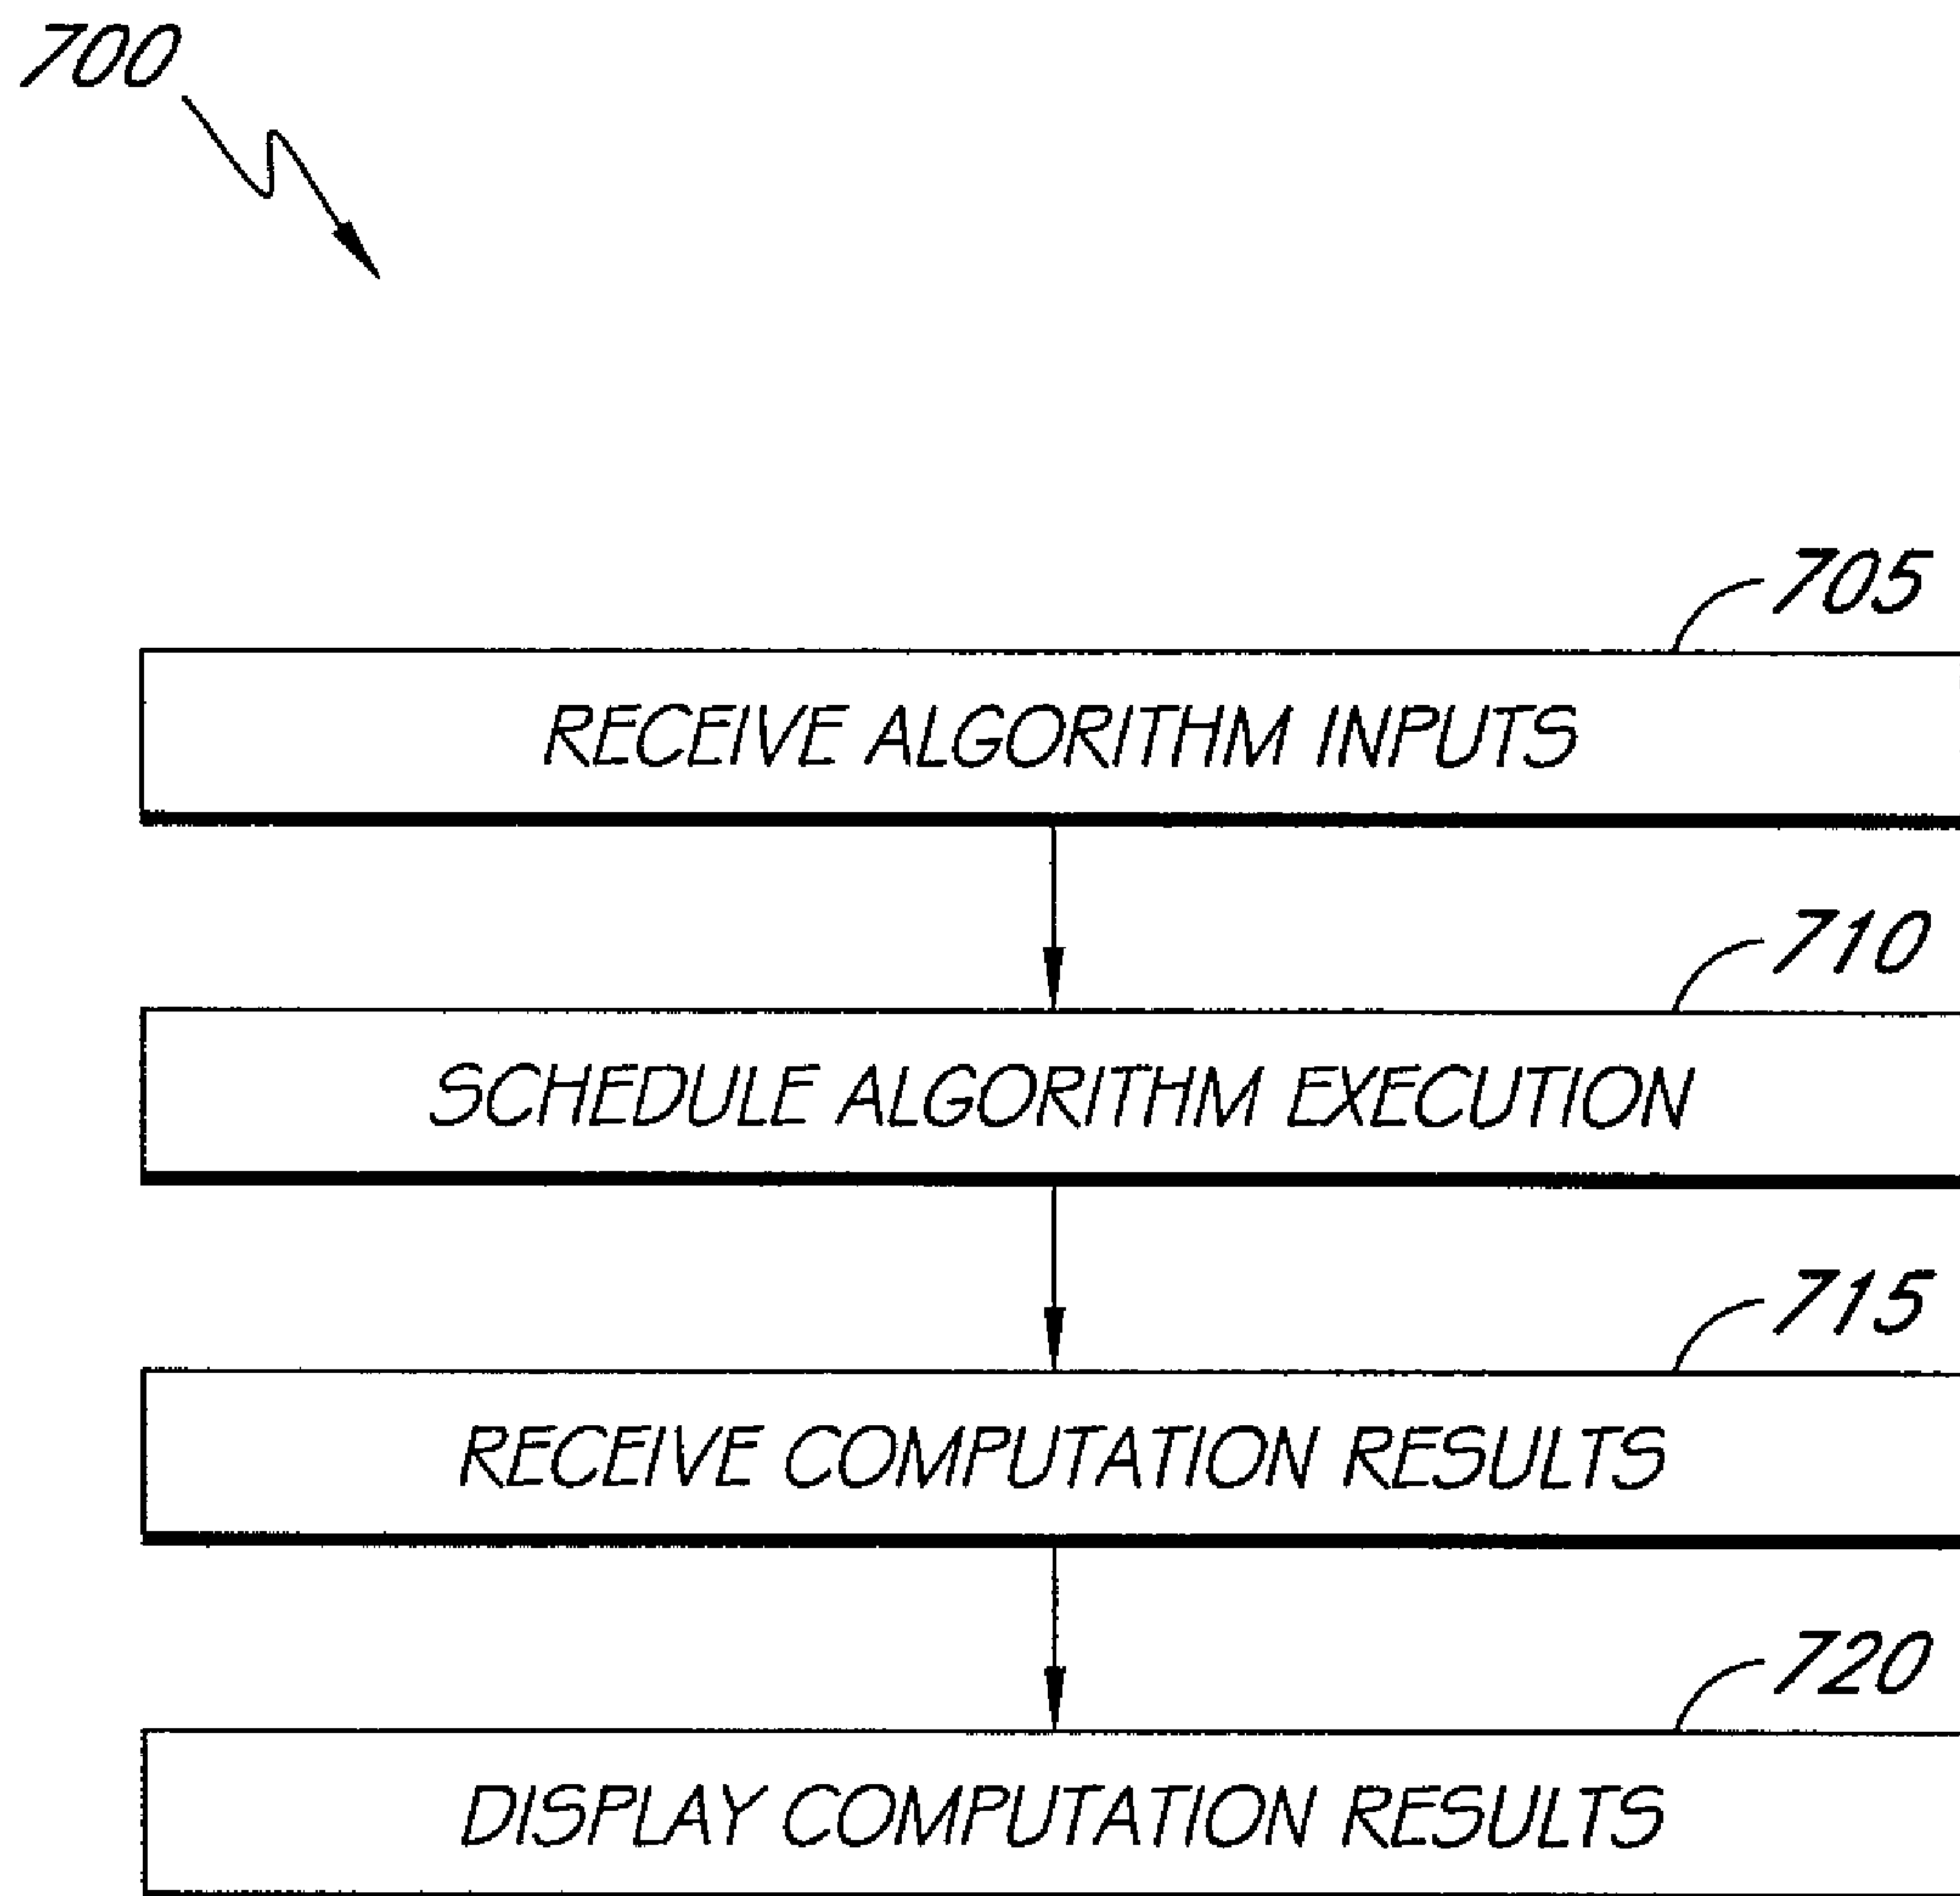 700
705
RECEIVE ALGORITHM INPUTS
710
SCHEDULE ALGORITHM EXECUTION
715
RECEIVE COMPUTATION RESULTS
720
DISPLAY COMPUTATION RESULTS